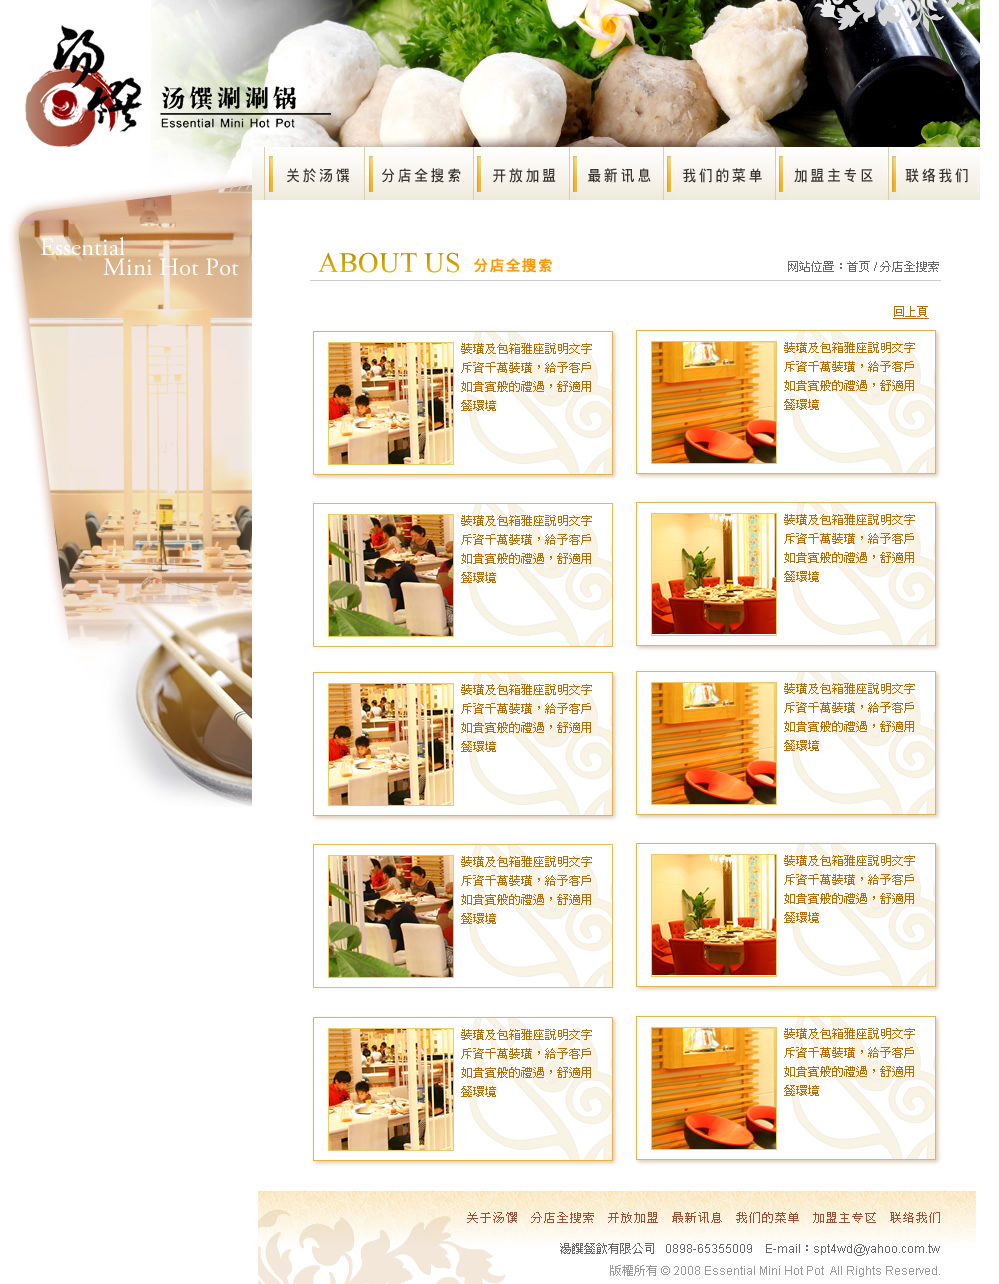 汤馔
汤馔涮涮锅
Essential Mini Hot Pot
关於汤馔 分店全搜索 开放加盟 最新讯息 我们的菜单 加盟主专区 联络我们
Essential
Mini Hot Pot
ABOUT US 分店全搜索
网站位置：首页 / 分店全搜索
回上頁
裝璜及包箱雅座說明文字
斥資千萬裝璜，給予客戶
如貴賓般的禮遇，舒適用
餐環境
裝璜及包箱雅座說明文字
斥資千萬裝璜，給予客戶
如貴賓般的禮遇，舒適用
餐環境
裝璜及包箱雅座說明文字
斥資千萬裝璜，給予客戶
如貴賓般的禮遇，舒適用
餐環境
裝璜及包箱雅座說明文字
斥資千萬裝璜，給予客戶
如貴賓般的禮遇，舒適用
餐環境
裝璜及包箱雅座說明文字
斥資千萬裝璜，給予客戶
如貴賓般的禮遇，舒適用
餐環境
裝璜及包箱雅座說明文字
斥資千萬裝璜，給予客戶
如貴賓般的禮遇，舒適用
餐環境
裝璜及包箱雅座說明文字
斥資千萬裝璜，給予客戶
如貴賓般的禮遇，舒適用
餐環境
裝璜及包箱雅座說明文字
斥資千萬裝璜，給予客戶
如貴賓般的禮遇，舒適用
餐環境
裝璜及包箱雅座說明文字
斥資千萬裝璜，給予客戶
如貴賓般的禮遇，舒適用
餐環境
裝璜及包箱雅座說明文字
斥資千萬裝璜，給予客戶
如貴賓般的禮遇，舒適用
餐環境
关于汤馔 分店全搜索 开放加盟 最新讯息 我们的菜单 加盟主专区 联络我们
湯饌餐飲有限公司 0898-65355009 E-mail：spt4wd@yahoo.com.tw
版權所有 © 2008 Essential Mini Hot Pot All Rights Reserved.